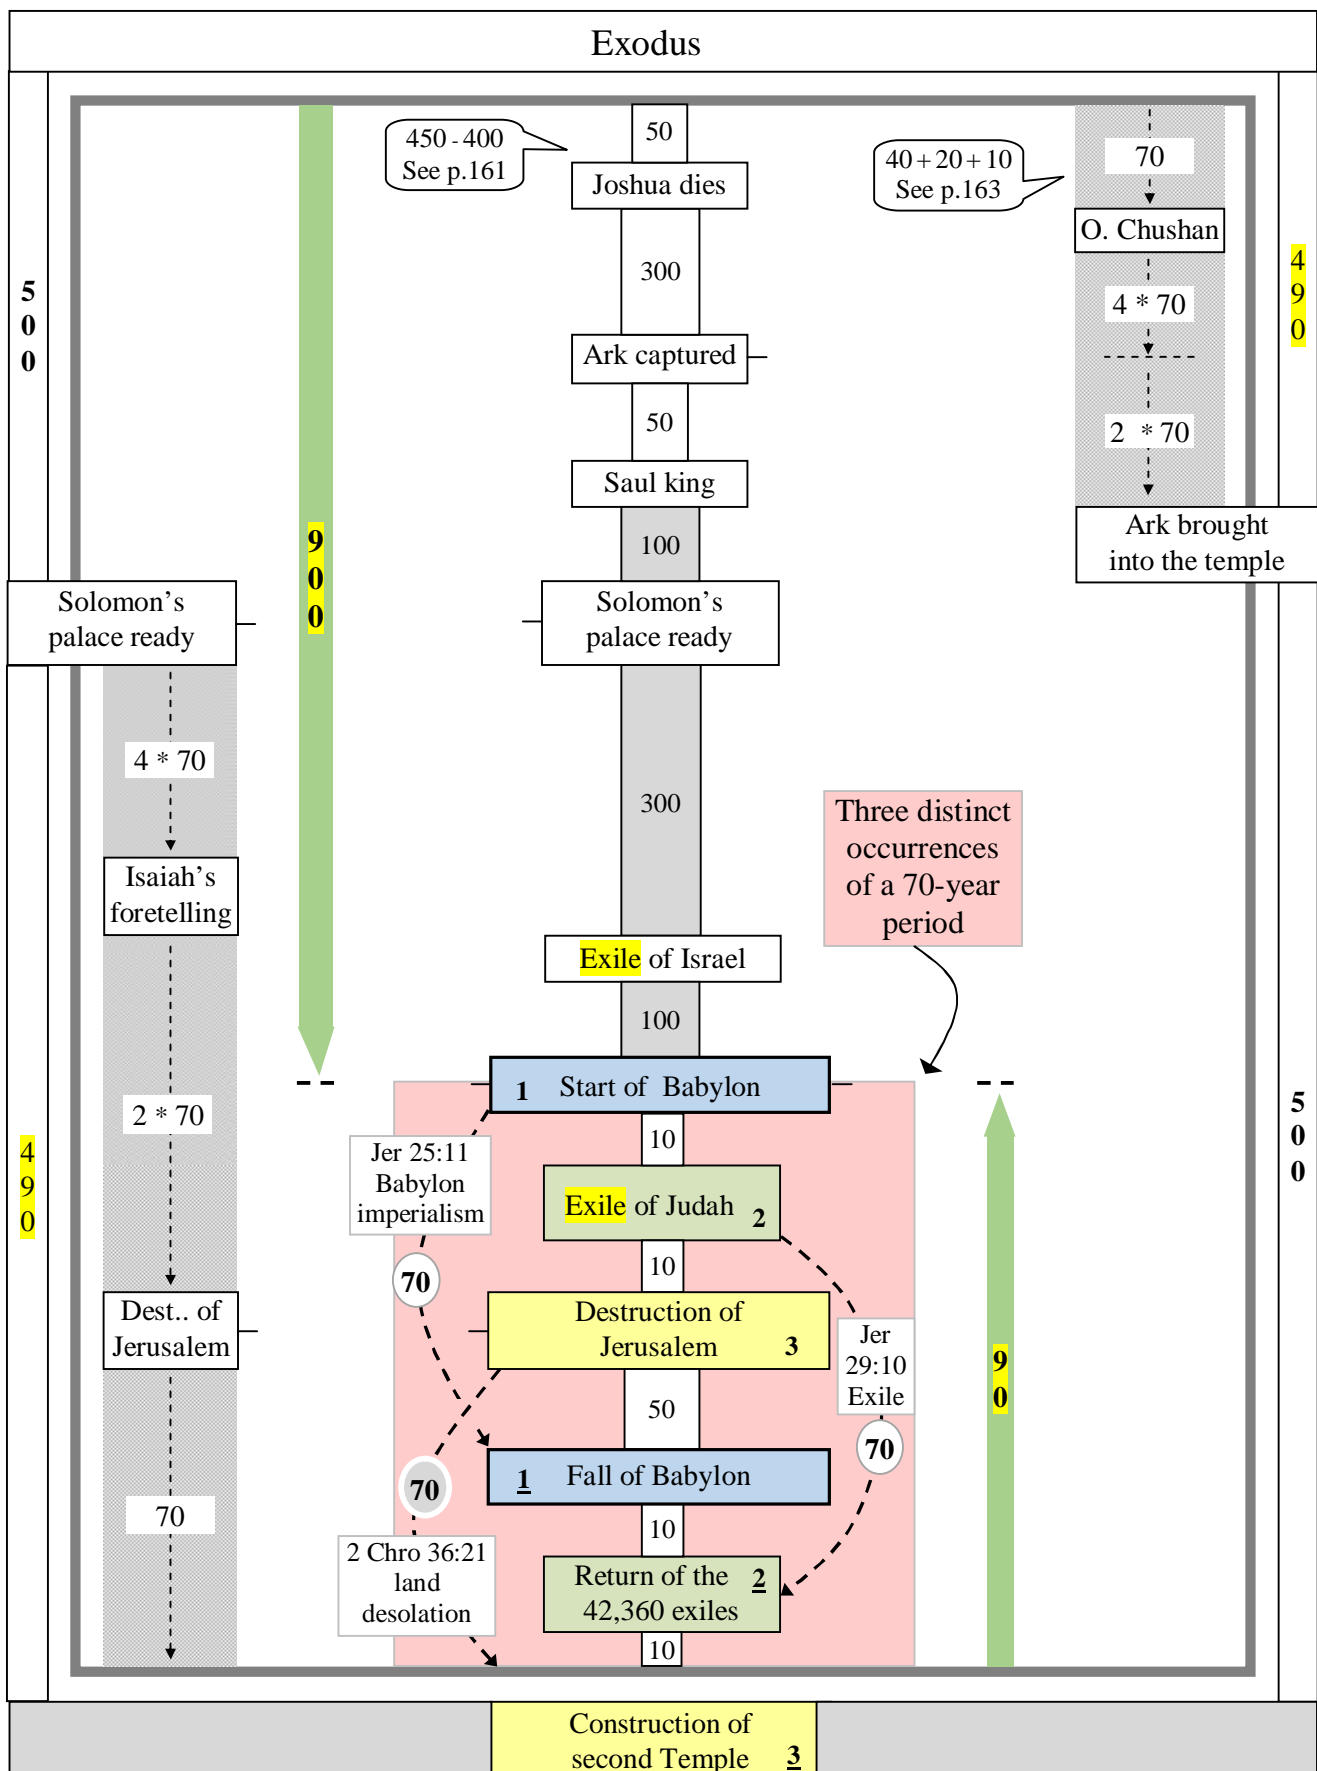 Exodus
450 - 400
See p.161
50
Joshua dies
40 + 20 + 10
See p.163
70
O. Chushan
300
4 * 70
5
0
0
4
9
0
Ark captured
50
2 * 70
Saul king
Ark brought
into the temple
100
9
0
0
Solomon's
palace ready
Solomon's
palace ready
4 * 70
300
Three distinct
occurrences
of a 70-year
period
Isaiah's
foretelling
Exile of Israel
100
1 Start of Babylon
2 * 70
10
Jer 25:11
Babylon
imperialism
5
0
0
4
9
0
Exile of Judah 2
70
10
Dest.. of
Jerusalem
Destruction of
Jerusalem 3
Jer
29:10
Exile
9
0
50
70
1 Fall of Babylon
70
70
10
2 Chro 36:21
land
desolation
Return of the 2
42,360 exiles
10
Construction of
second Temple 3